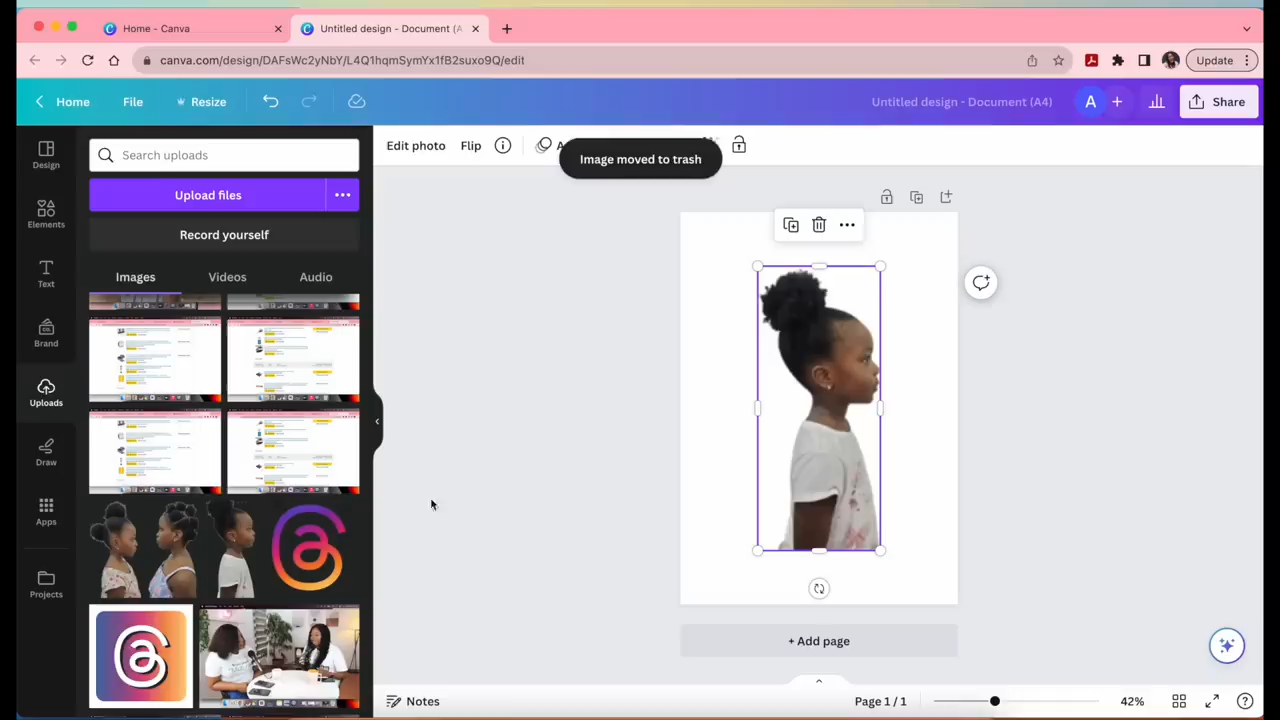 Home - Canva
Untitled design - Document (A
canva.com/design/DAFsWc2yNbY/L4Q1hqmSymYx1fB2suxo9Q/edit
Update
Home
File
Resize
Untitled design - Document (A4)
A
Share
Design
Elements
Text
Brand
Uploads
Draw
Apps
Projects
Search uploads
Upload files
Record yourself
Images
Videos
Audio
Edit photo
Flip
Image moved to trash
+ Add page
Notes
Page 1 / 1
42%